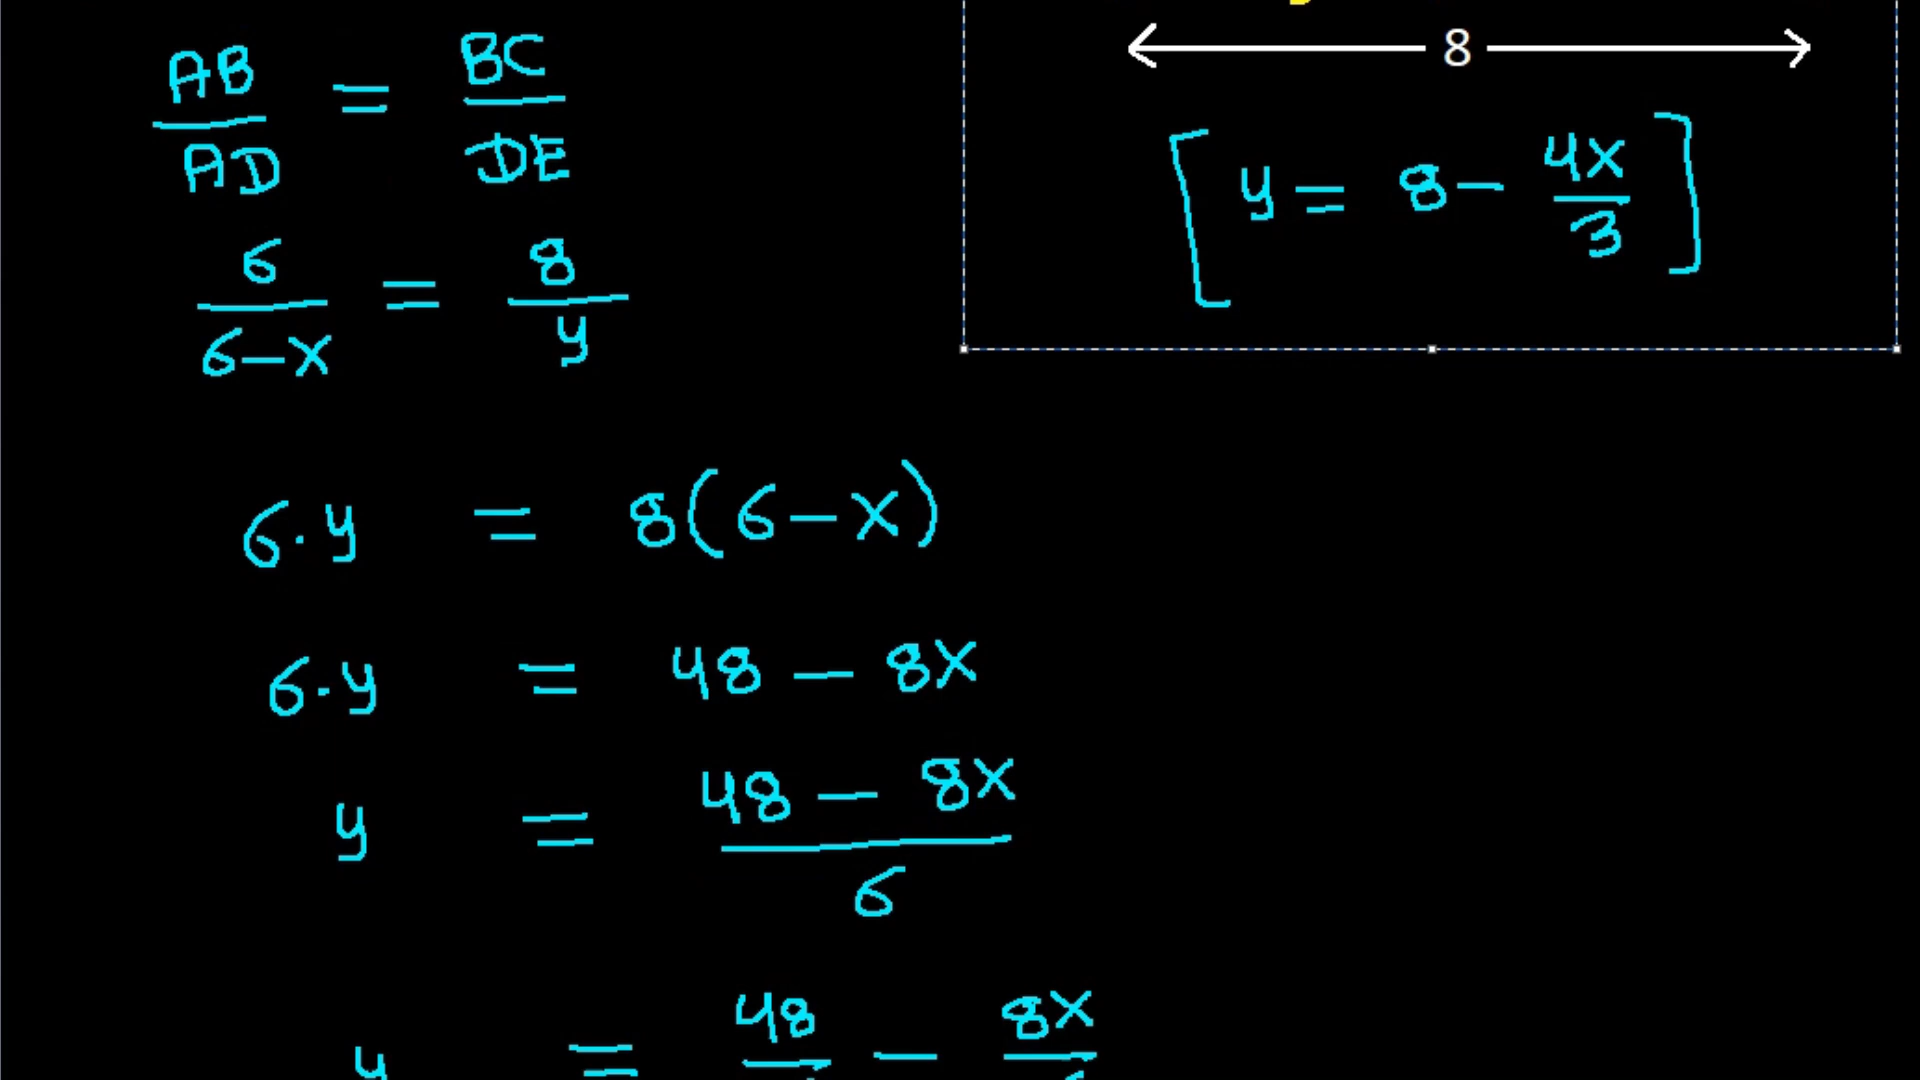 AB/AD = BC/DE
6/(6-x) = 8/y
6·y = 8(6-x)
6·y = 48 - 8x
y = (48 - 8x)/6
y = 48 - 8x
8
[y = 8 - 4x/3]